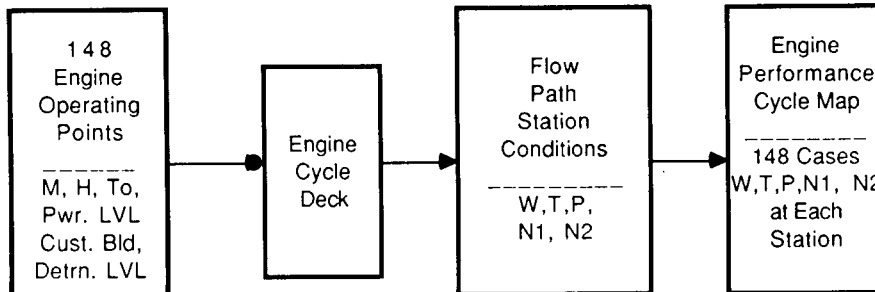 148
Engine
Operating
Points
M, H, To,
Pwr. LVL
Cust. Bld,
Detrn. LVL
Engine
Cycle
Deck
Flow
Path
Station
Conditions
W,T,P,
N1, N2
Engine
Performance
Cycle Map
148 Cases
W,T,P,N1, N2
at Each
Station